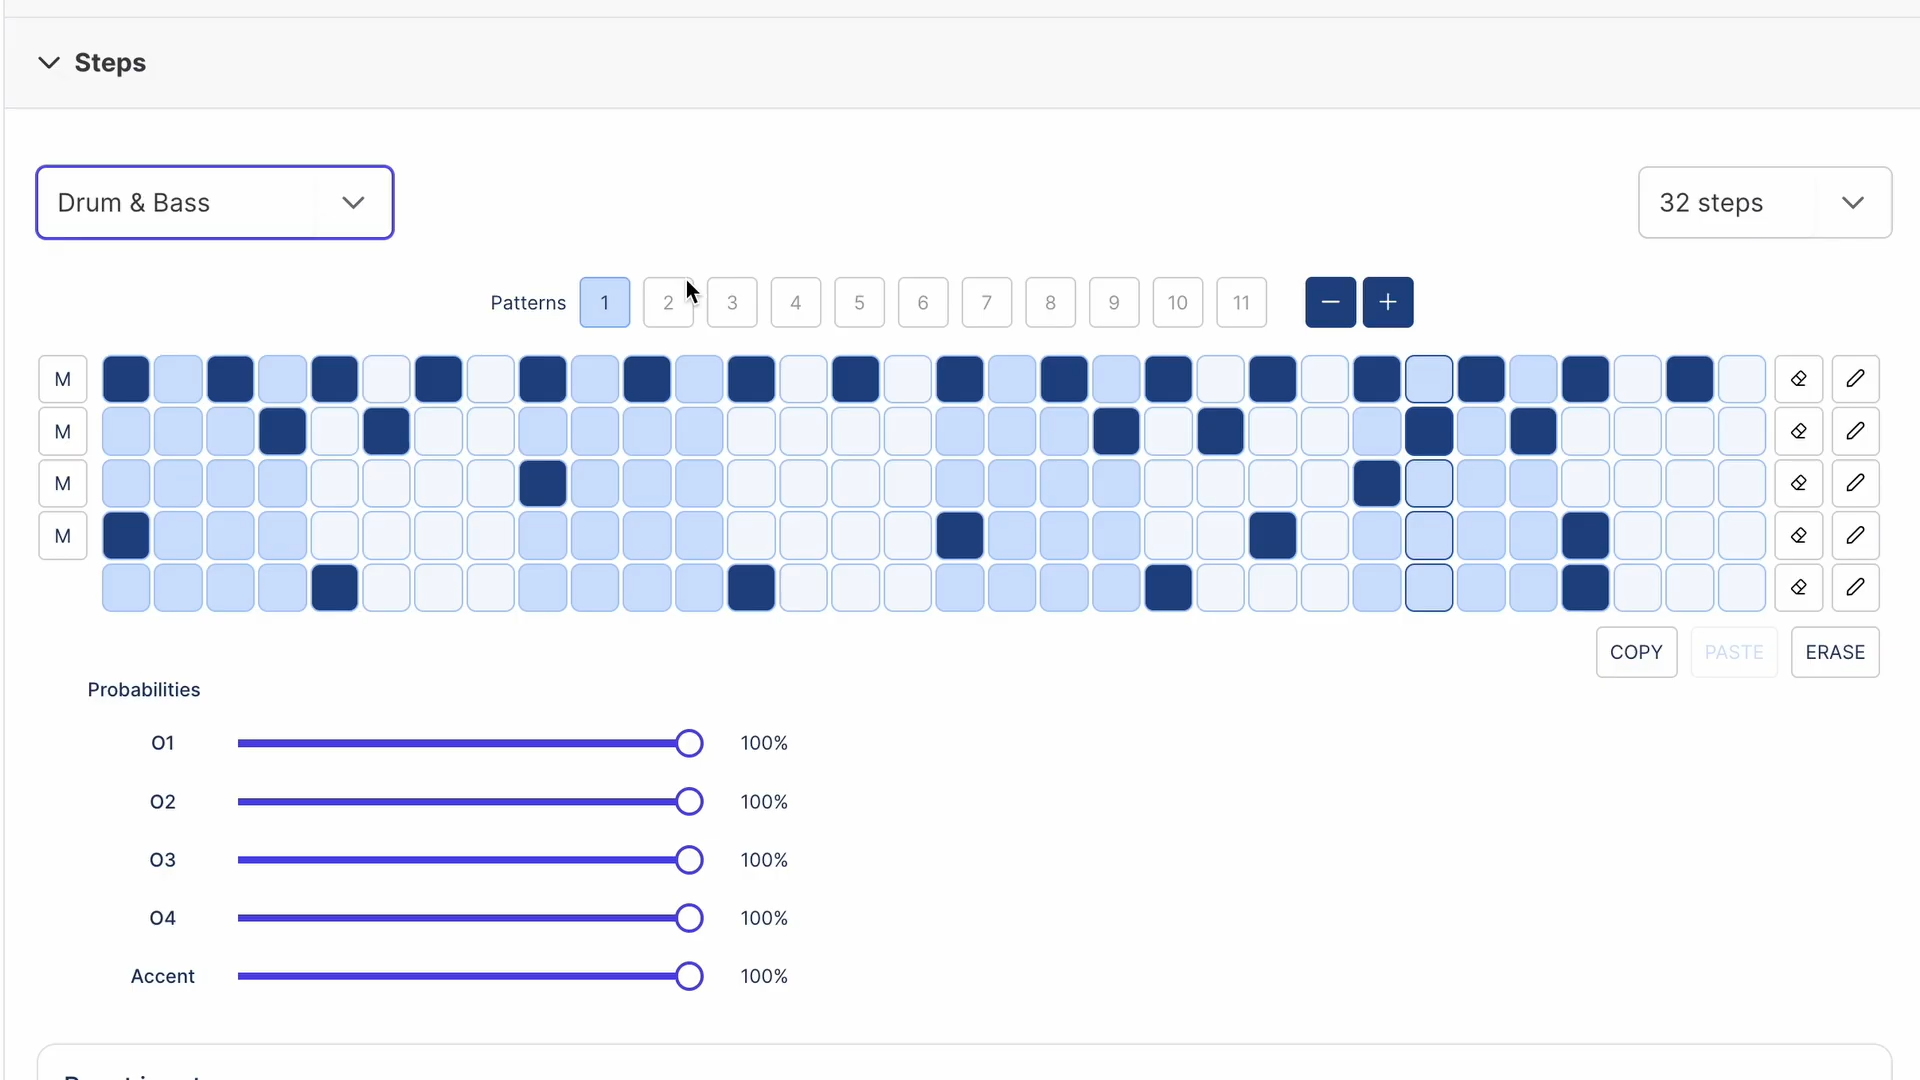 Steps
Drum & Bass
32 steps
Patterns 1 2 3 4 5 6 7 8 9 10 11 − +
M
M
M
M
COPY PASTE ERASE
Probabilities
O1 100%
O2 100%
O3 100%
O4 100%
Accent 100%